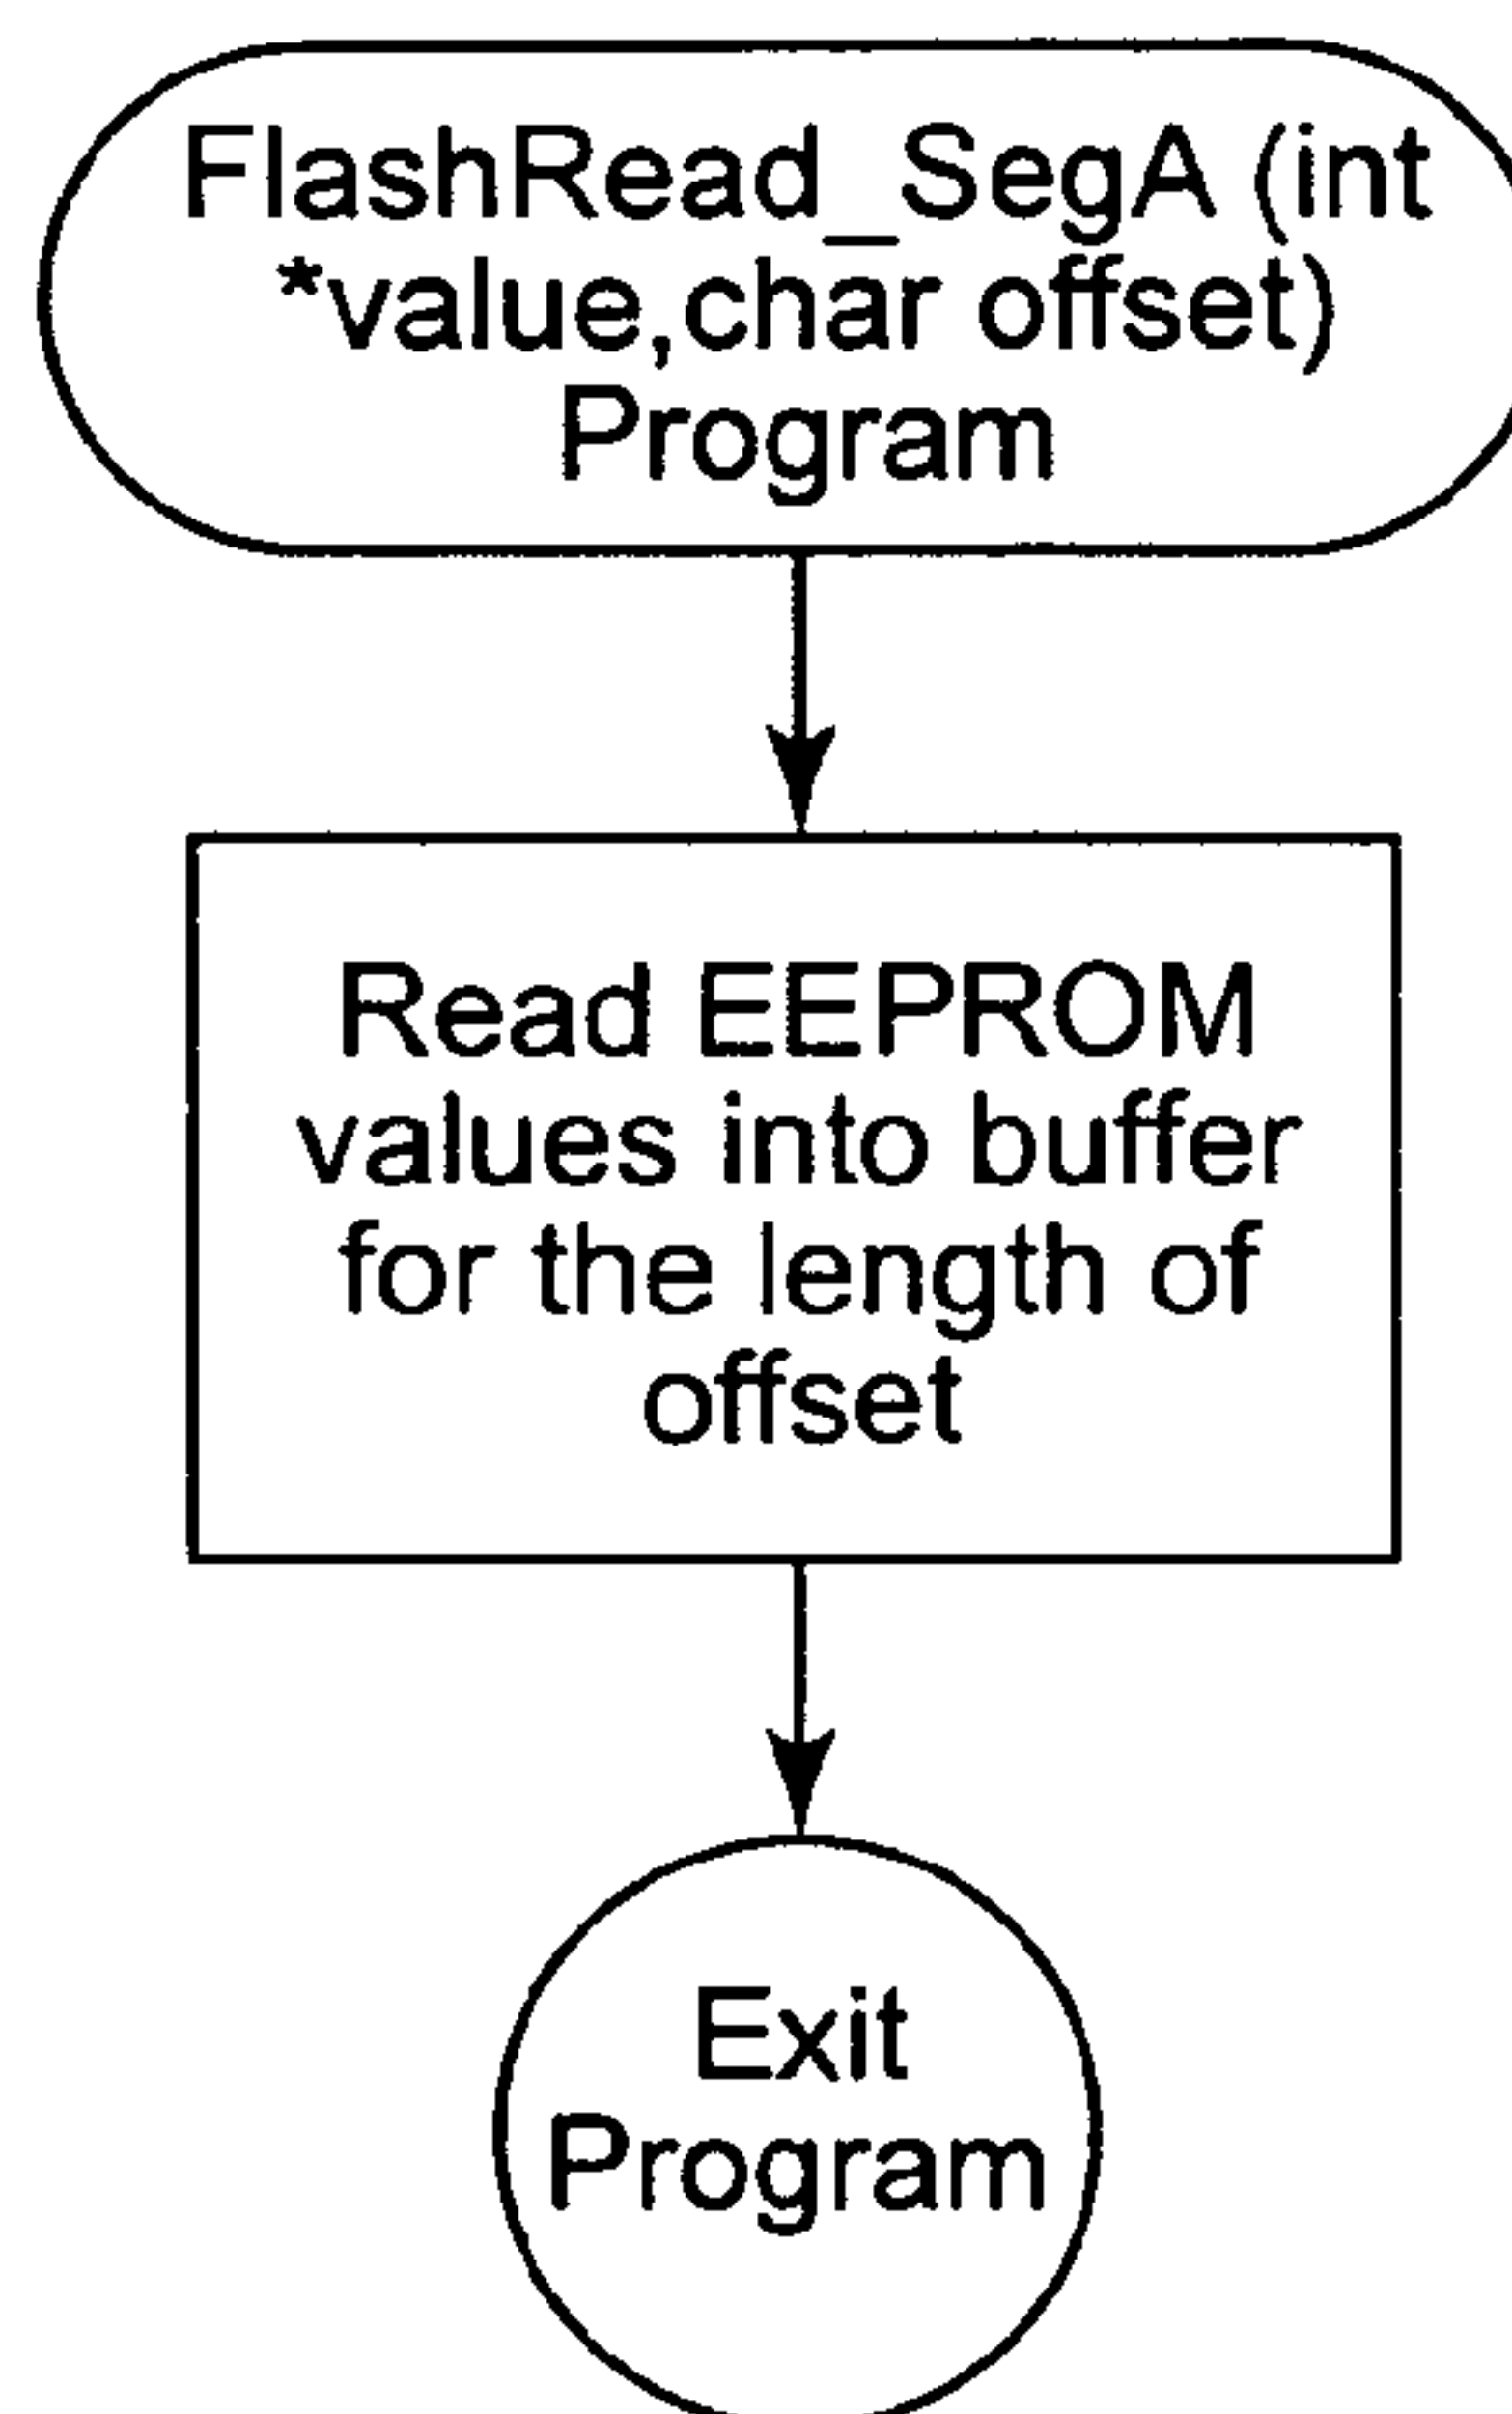 FlashRead_SegA (int
*value,char offset)
Program
Read EEPROM
values into buffer
for the length of
offset
Exit
Program